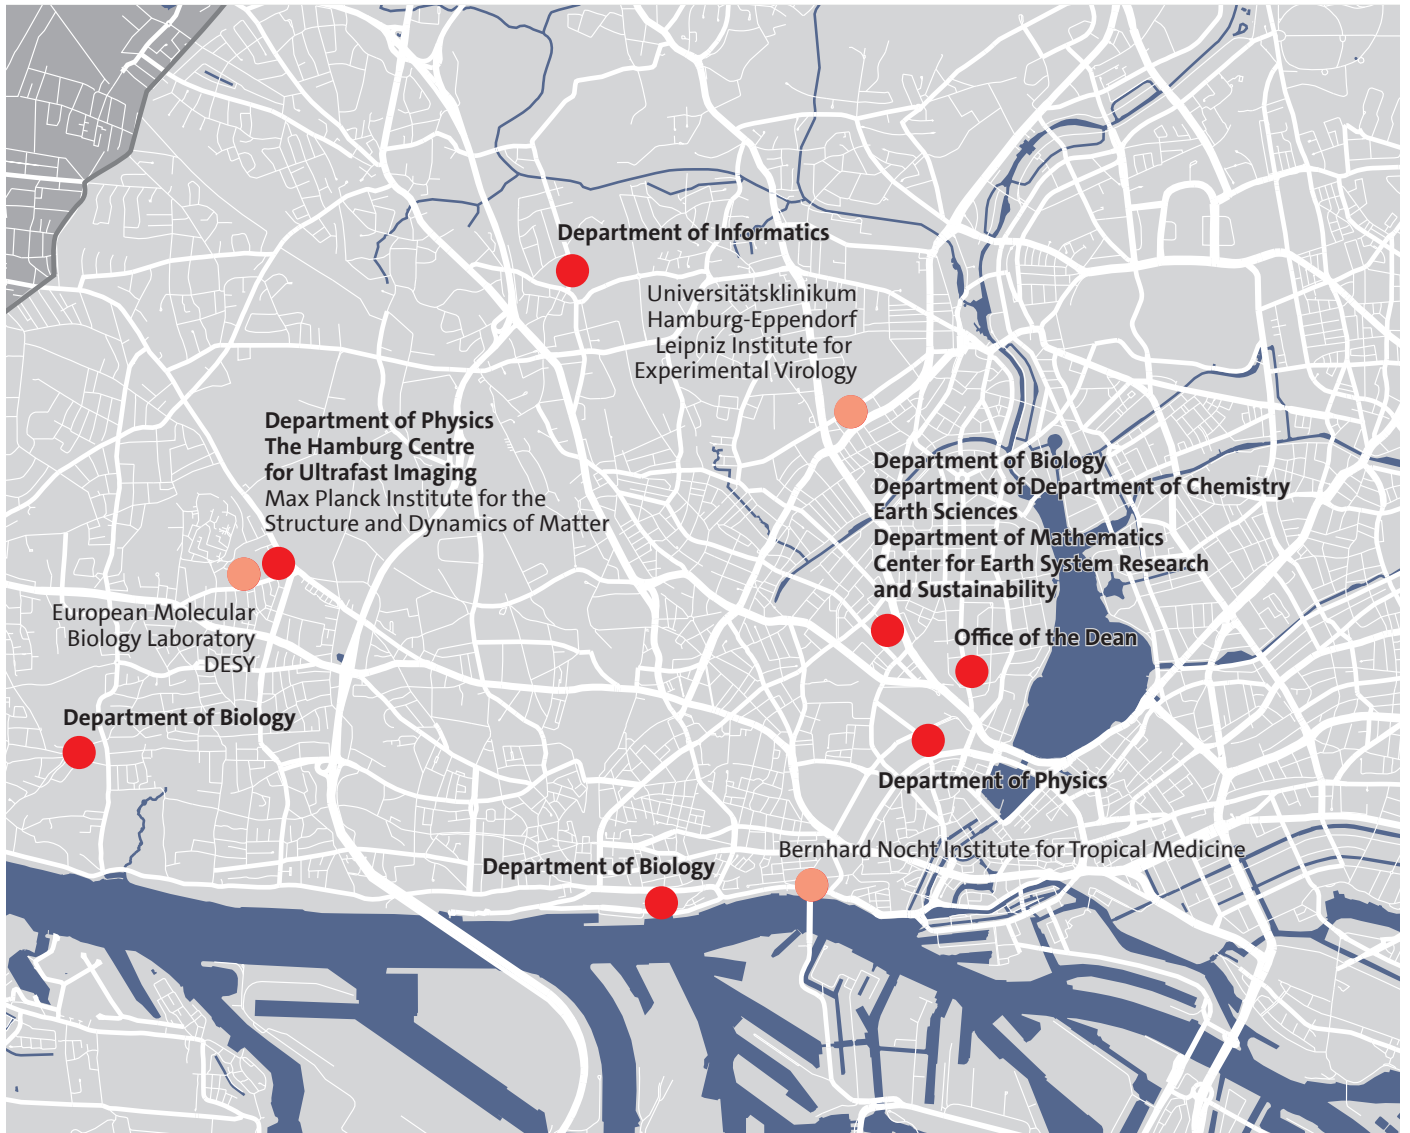 Department of Informatics
Universitätsklinikum
Hamburg-Eppendorf
Leipniz Institute for
Experimental Virology
Department of Physics
The Hamburg Centre
for Ultrafast Imaging
Max Planck Institute for the
Structure and Dynamics of Matter
Department of Biology
Department of Department of Chemistry
Earth Sciences
Department of Mathematics
Center for Earth System Research
and Sustainability
European Molecular
Biology Laboratory
DESY
Office of the Dean
Department of Biology
Department of Physics
Bernhard Nocht Institute for Tropical Medicine
Department of Biology